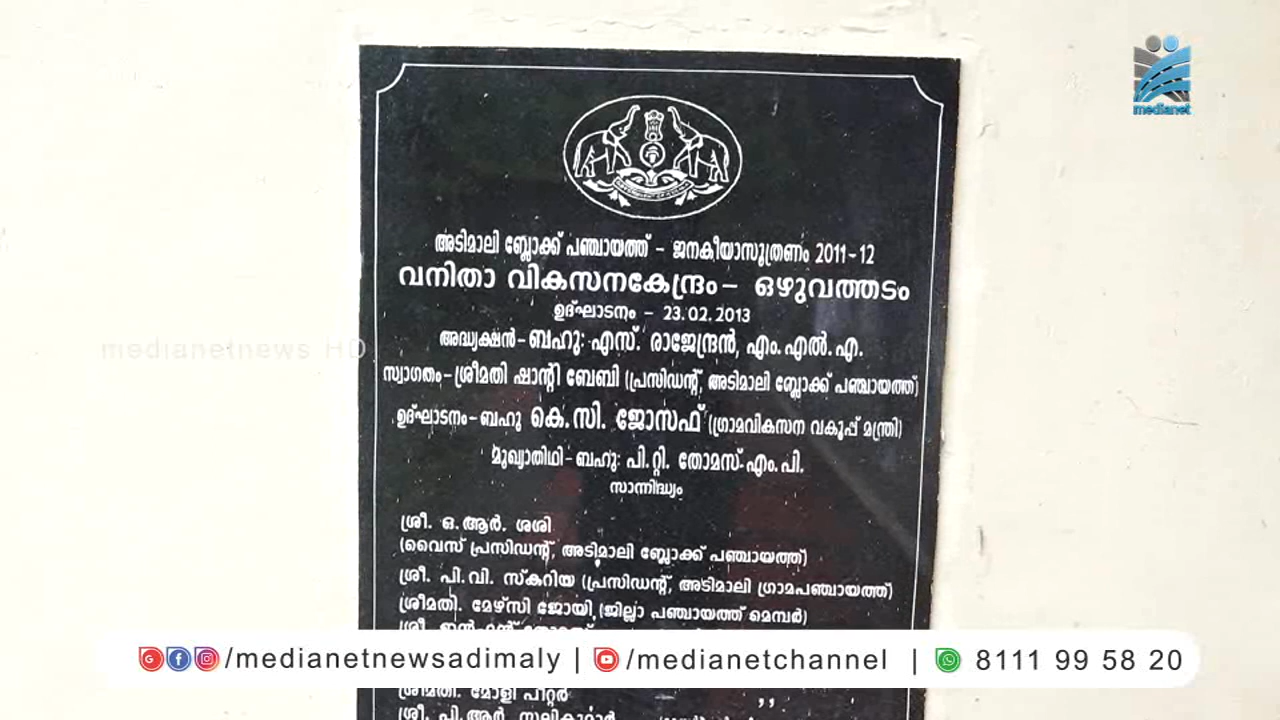 medianet
അടിമാലി ബ്ലോക്ക് പഞ്ചായത്ത് - ജനകീയാസൂത്രണം 2011-12
വനിതാ വികസനകേന്ദ്രം - ഒഴുവത്തടം
ഉദ്ഘാടനം - 23.02.2013
അദ്ധ്യക്ഷൻ - ബഹു: എസ്. രാജേന്ദ്രൻ, എം.എൽ.എ.
medianetnews HD
സ്വാഗതം - ശ്രീമതി ഷാന്റി ബേബി (പ്രസിഡന്റ്, അടിമാലി ബ്ലോക്ക് പഞ്ചായത്ത്)
ഉദ്ഘാടനം - ബഹു കെ.സി. ജോസഫ് (ഗ്രാമവികസന വകുപ്പ് മന്ത്രി)
മുഖ്യാതിഥി - ബഹു: പി.റ്റി. തോമസ്-എം.പി.
സാന്നിദ്ധ്യം
ശ്രീ. ഒ.ആർ. ശശി
(വൈസ് പ്രസിഡന്റ്, അടിമാലി ബ്ലോക്ക് പഞ്ചായത്ത്)
ശ്രീ. പി.വി. സ്കറിയ (പ്രസിഡന്റ്, അടിമാലി ഗ്രാമപഞ്ചായത്ത്)
ശ്രീമതി. മേഴ്സി ജോയി, (ജില്ലാ പഞ്ചായത്ത് മെമ്പർ)
/medianetnewsadimaly | /medianetchannel | 8111 99 58 20
ശ്രീമതി. മോളി പീറ്റർ ,,
ശ്രീ. പി.ആർ.